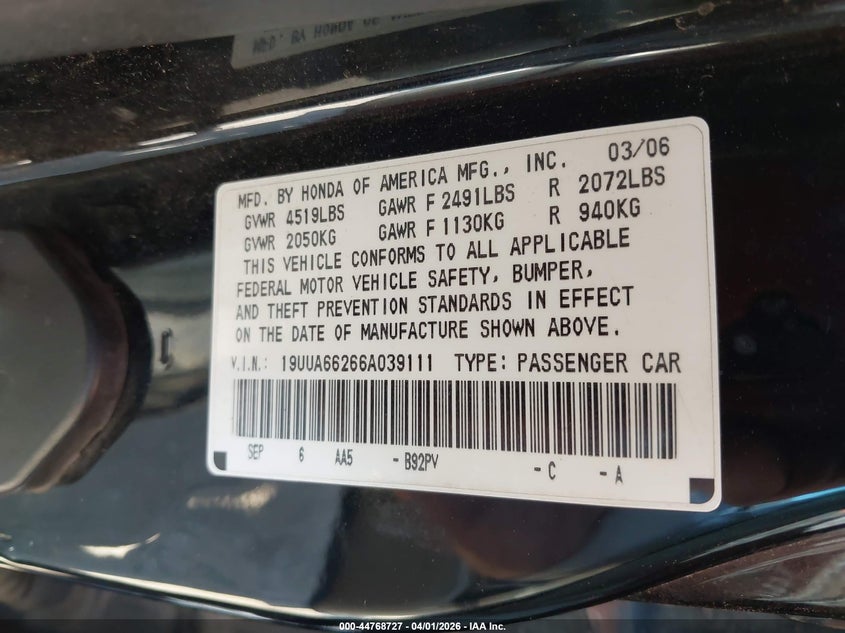 MFD. BY HONDA OF AMERICA MFG., INC. 03/06
GVWR 4519LBS GAWR F 2491LBS R 2072LBS
GVWR 2050KG GAWR F 1130KG R 940KG
THIS VEHICLE CONFORMS TO ALL APPLICABLE
FEDERAL MOTOR VEHICLE SAFETY, BUMPER,
AND THEFT PREVENTION STANDARDS IN EFFECT
ON THE DATE OF MANUFACTURE SHOWN ABOVE.
V.I.N.: 19UUA66266A039111 TYPE: PASSENGER CAR
SEP 6 AA5 - B92PV - C - A
000-44768727 - 04/01/2026 - IAA Inc.